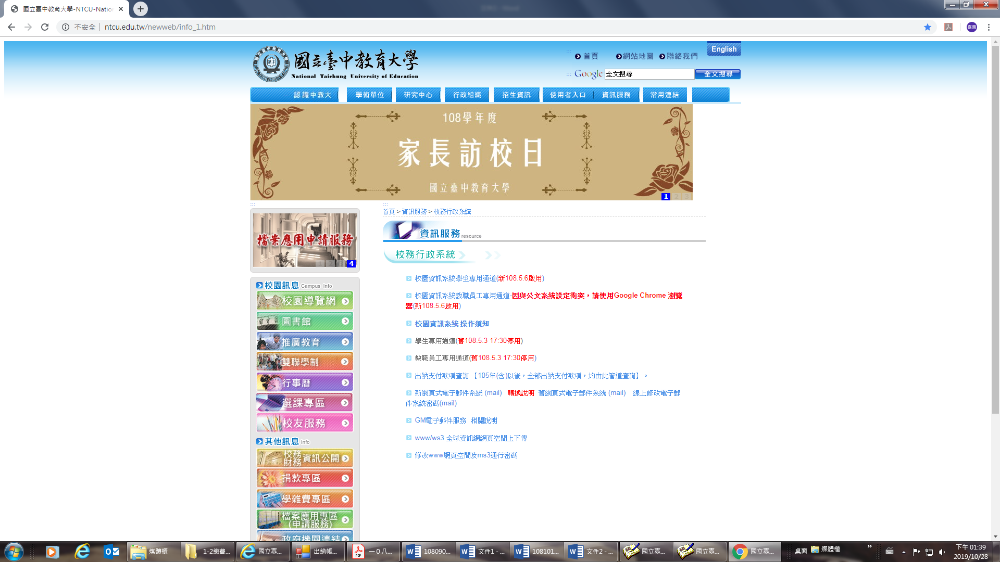 國立臺中教育大學-NTCU-Nation
不安全 ntcu.edu.tw/newweb/info_1.htm
嘉惠
國立臺中教育大學
National Taichung University of Education
首頁 網站地圖 聯絡我們 English
Google 全文搜尋 全文搜尋
認識中教大 學術單位 研究中心 行政組織 招生資訊 使用者入口 資訊服務 常用連結
108學年度
家長訪校日
國立臺中教育大學
1 2 3
首頁 > 資訊服務 > 校務行政系統
檔案應用申請服務
1 2 3 4
資訊服務 resource
校務行政系統
校園資訊系統學生專用通道(新108.5.6啟用)
校園資訊系統教職員工專用通道-因與公文系統設定衝突，請使用Google Chrome 瀏覽
器(新108.5.6啟用)
校園資訊系統 操作須知
學生專用通道(舊108.5.3 17:30停用)
教職員工專用通道(舊108.5.3 17:30停用)
出納支付款項查詢 【105年(含)以後，全部出納支付款項，均由此管道查詢】。
新網頁式電子郵件系統 (mail) 轉換說明 舊網頁式電子郵件系統 (mail) 線上修改電子郵
件系統密碼(mail)
GM電子郵件服務 相關說明
www/ws3 全球資訊網網頁空間上下傳
修改www網頁空間及ms3通行密碼
校園訊息 Campus Info
校園導覽網
圖書館
推廣教育
雙聯學制
行事曆
選課專區
校友服務
其他訊息 Info
校務
財務 資訊公開
捐款專區
學雜費專區
檔案應用專區
(申請服務)
政府機關連結
媒體櫃 1-2繳費... 國立臺... 出納帳... 一０八... 108090... 文件1 - ... 108101... 文件2 - ... 國立臺... 國立臺... 國立臺... 桌面 媒體櫃
下午 01:39
2019/10/28